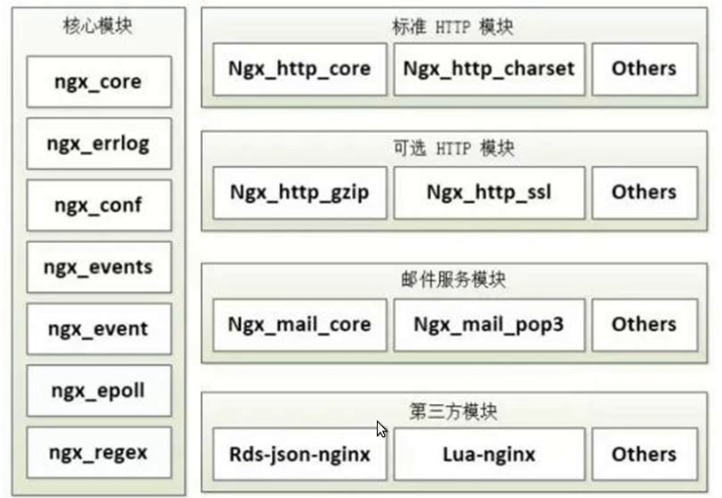 核心模块
ngx_core
ngx_errlog
ngx_conf
ngx_events
ngx_event
ngx_epoll
ngx_regex
标准 HTTP 模块
Ngx_http_core Ngx_http_charset Others
可选 HTTP 模块
Ngx_http_gzip Ngx_http_ssl Others
邮件服务模块
Ngx_mail_core Ngx_mail_pop3 Others
第三方模块
Rds-json-nginx Lua-nginx Others